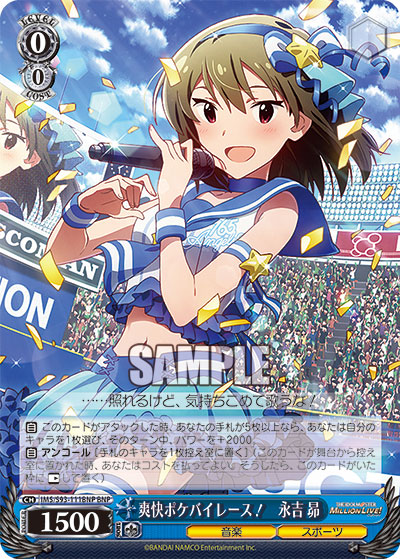 LEVEL
0
0
COST
Angel
COMPAN
ION
SAMPLE
……照れるけど、気持ちこめて歌うな！
自 このカードがアタックした時、あなたの手札が5枚以上なら、あなたは自分
のキャラを1枚選び、そのターン中、パワーを＋2000。
自 アンコール ［手札のキャラを1枚控え室に置く］ （このカードが舞台から控え
室に置かれた時、あなたはコストを払ってよい。そうしたら、このカードがい
た枠にレストして置く）
CH IMS/S93-111BNP BNP
1500
爽快ボクバイレース！ 永吉 昴
THE IDOLM@STER
MILLION LIVE!
音楽
スポーツ
©BANDAI NAMCO Entertainment Inc.